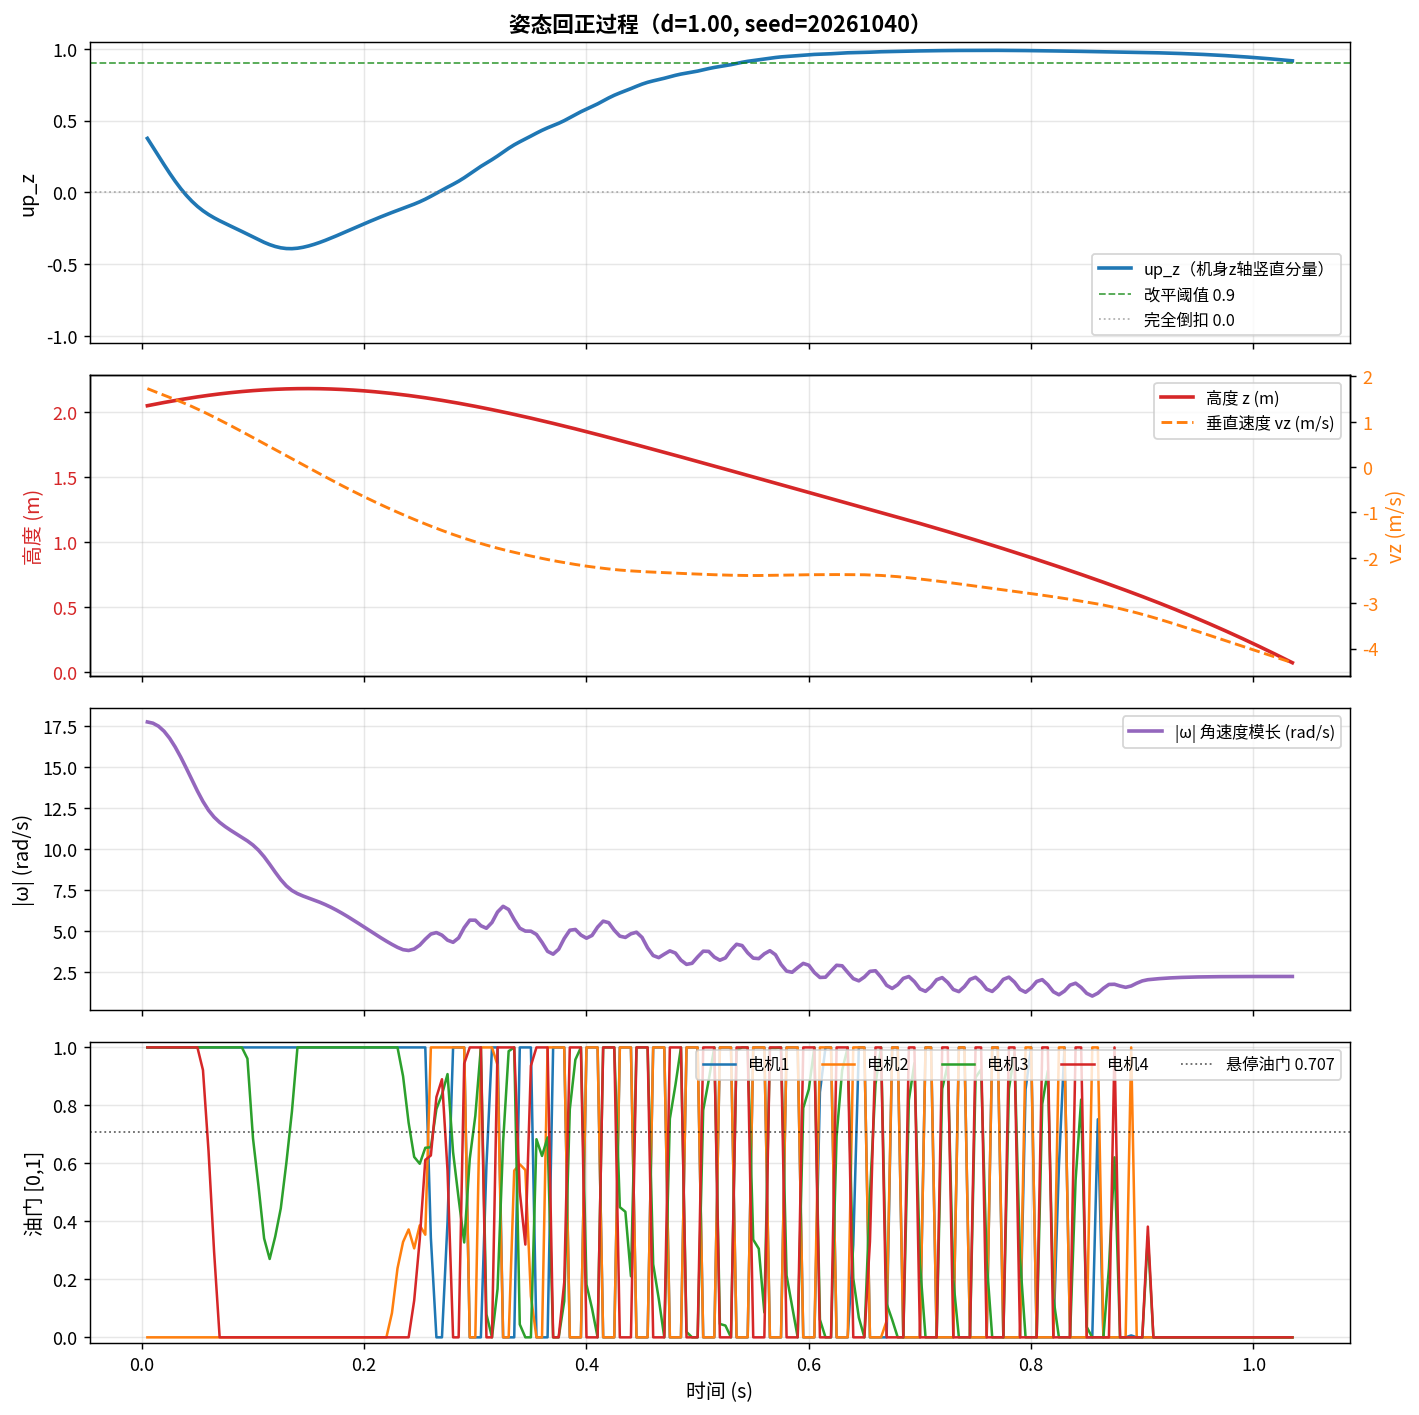 姿态回正过程（d=1.00, seed=20261040）
1.0
0.5
0.0
-0.5
-1.0
up_z
up_z（机身z轴竖直分量）
改平阈值 0.9
完全倒扣 0.0
2.0
1.5
1.0
0.5
0.0
高度 (m)
高度 z (m)
垂直速度 vz (m/s)
2
1
0
-1
-2
-3
-4
vz (m/s)
17.5
15.0
12.5
10.0
7.5
5.0
2.5
|ω| (rad/s)
|ω| 角速度模长 (rad/s)
1.0
0.8
0.6
0.4
0.2
0.0
油门 [0,1]
电机1 电机2 电机3 电机4 悬停油门 0.707
0.0 0.2 0.4 0.6 0.8 1.0
时间 (s)